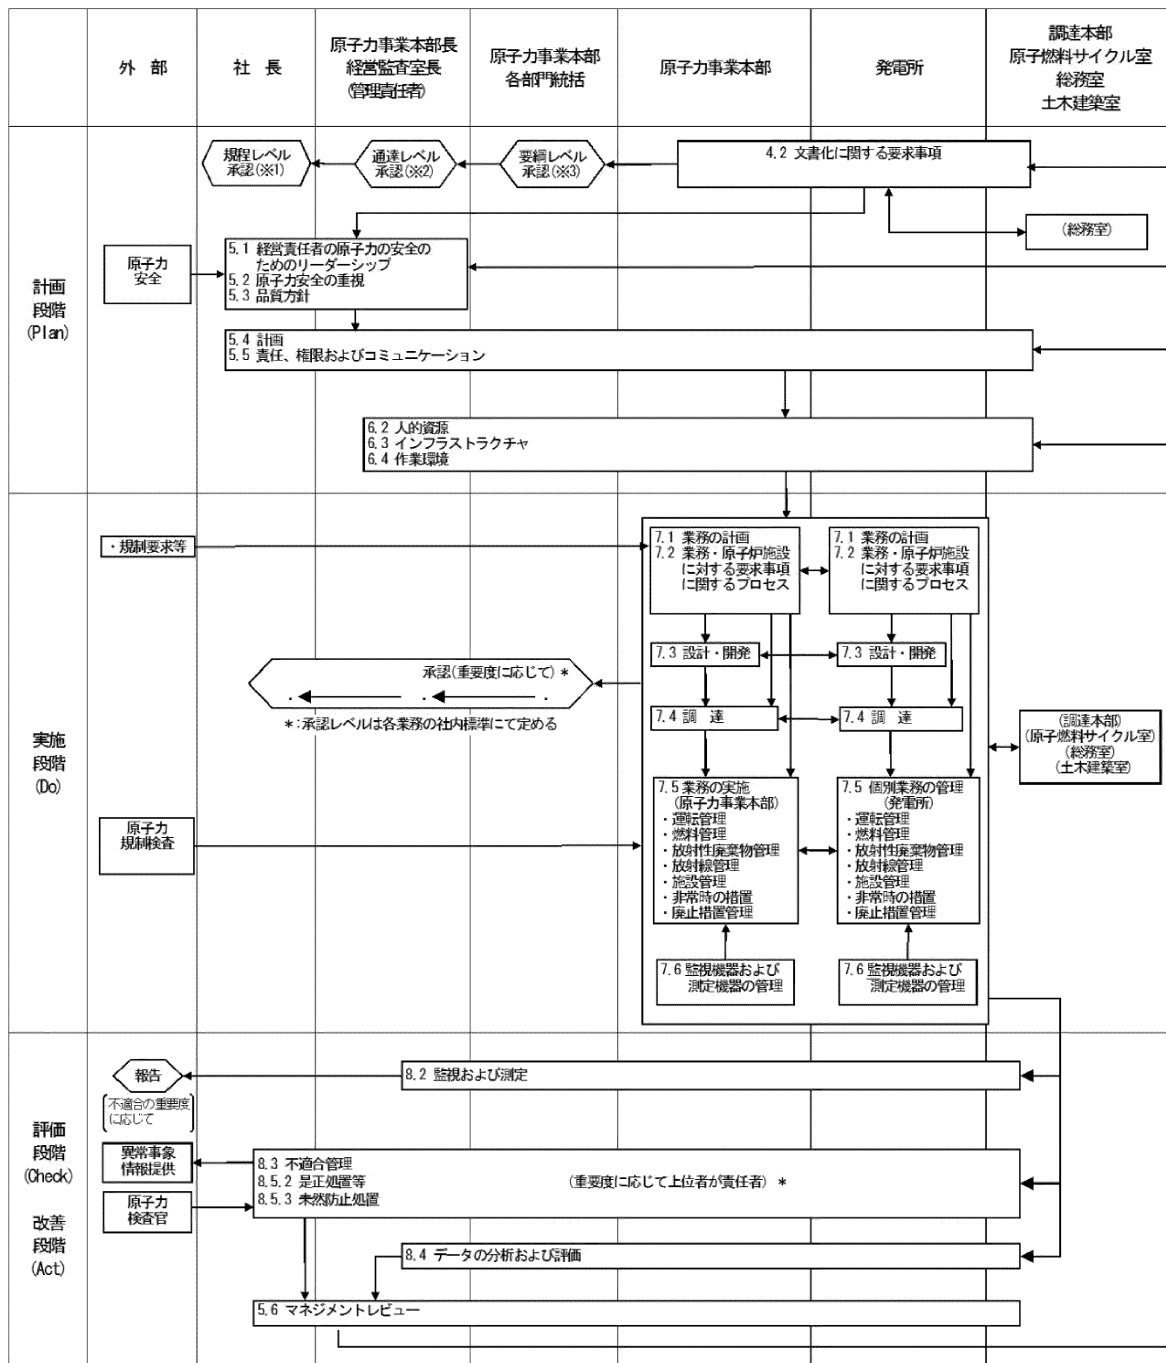 外　部
社　長
原子力事業本部長
経営監査室長
(管理責任者)
原子力事業本部
各部門統括
原子力事業本部
発電所
調達本部
原子燃料サイクル室
総務室
土木建築室
計画
段階
(Plan)
規程レベル
承認(※1)
通達レベル
承認(※2)
要綱レベル
承認(※3)
4.2 文書化に関する要求事項
(総務室)
原子力
安全
5.1 経営責任者の原子力の安全の
ためのリーダーシップ
5.2 原子力安全の重視
5.3 品質方針
5.4 計画
5.5 責任、権限およびコミュニケーション
6.2 人的資源
6.3 インフラストラクチャ
6.4 作業環境
実施
段階
(Do)
・規制要求等
7.1 業務の計画
7.2 業務・原子炉施設
に対する要求事項
に関するプロセス
7.1 業務の計画
7.2 業務・原子炉施設
に対する要求事項
に関するプロセス
7.3 設計・開発
7.3 設計・開発
承認(重要度に応じて)＊
＊:承認レベルは各業務の社内標準にて定める
7.4 調　達
7.4 調　達
(調達本部)
(原子燃料サイクル室)
(総務室)
(土木建築室)
原子力
規制検査
7.5 業務の実施
(原子力事業本部)
・運転管理
・燃料管理
・放射性廃棄物管理
・放射線管理
・施設管理
・非常時の措置
・廃止措置管理
7.5 個別業務の管理
(発電所)
・運転管理
・燃料管理
・放射性廃棄物管理
・放射線管理
・施設管理
・非常時の措置
・廃止措置管理
7.6 監視機器および
測定機器の管理
7.6 監視機器および
測定機器の管理
評価
段階
(Check)
改善
段階
(Act)
報告
不適合の重要度
に応じて
8.2 監視および測定
異常事象
情報提供
原子力
検査官
8.3 不適合管理
8.5.2 是正処置等
8.5.3 未然防止処置
(重要度に応じて上位者が責任者)＊
8.4 データの分析および評価
5.6 マネジメントレビュー